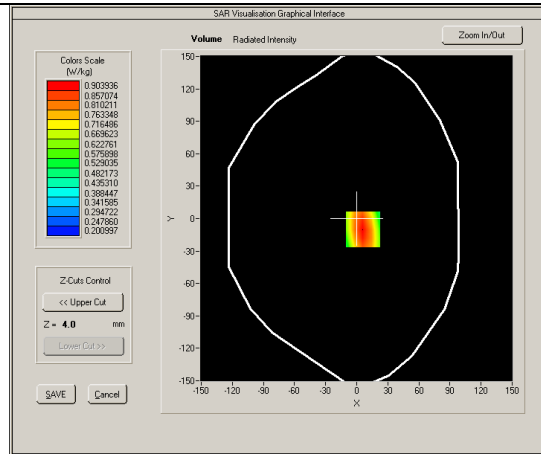 SAR Visualisation Graphical Interface
Volume Radiated Intensity
Zoom In/Out
Colors Scale
(W/kg)
0.903936
0.857074
0.810211
0.763348
0.716486
0.669623
0.622761
0.575898
0.529035
0.482173
0.435310
0.388447
0.341585
0.294722
0.247860
0.200997
Z-Cuts Control
<< Upper Cut
Z = 4.0 mm
Lower Cut >>
SAVE Cancel
150-
120-
90-
60-
30-
0-
-30-
-60-
-90-
-120-
-150-
Y
-150 -120 -90 -60 -30 0 30 60 90 120 150
X